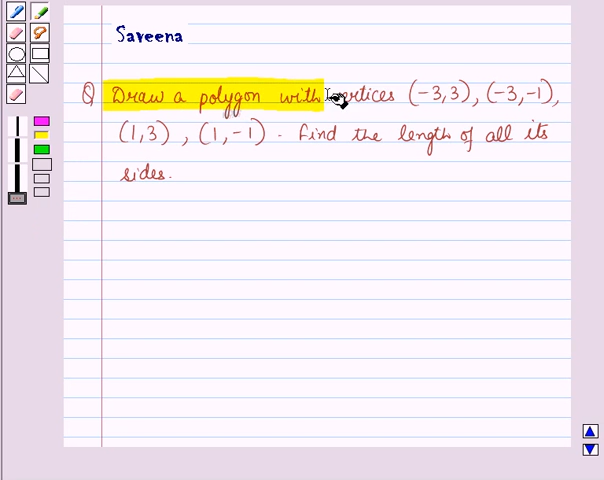 Saveena
Q Draw a polygon with vertices (-3,3), (-3,-1),
(1,3), (1,-1). Find the length of all its
sides.